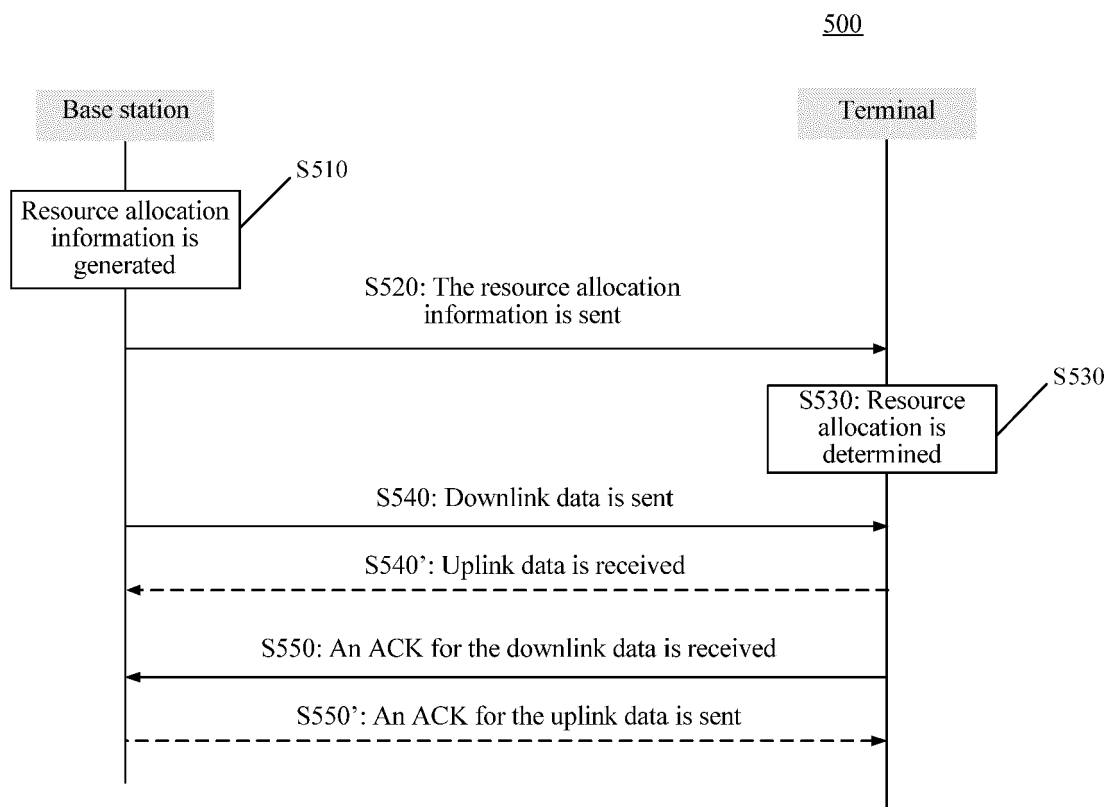 500
Base station
Terminal
S510
Resource allocation
information is
generated
S520: The resource allocation
information is sent
S530
S530: Resource
allocation is
determined
S540: Downlink data is sent
S540’: Uplink data is received
S550: An ACK for the downlink data is received
S550’: An ACK for the uplink data is sent